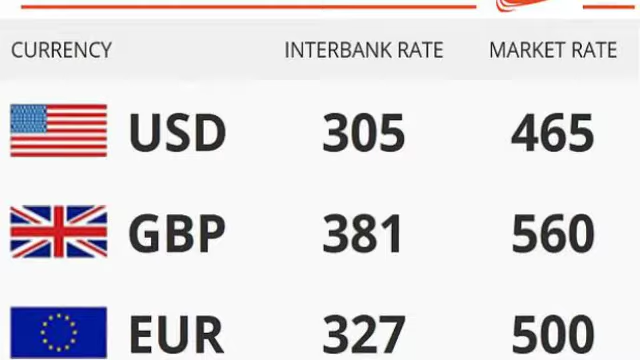 CURRENCY INTERBANK RATE MARKET RATE
USD 305 465
GBP 381 560
EUR 327 500